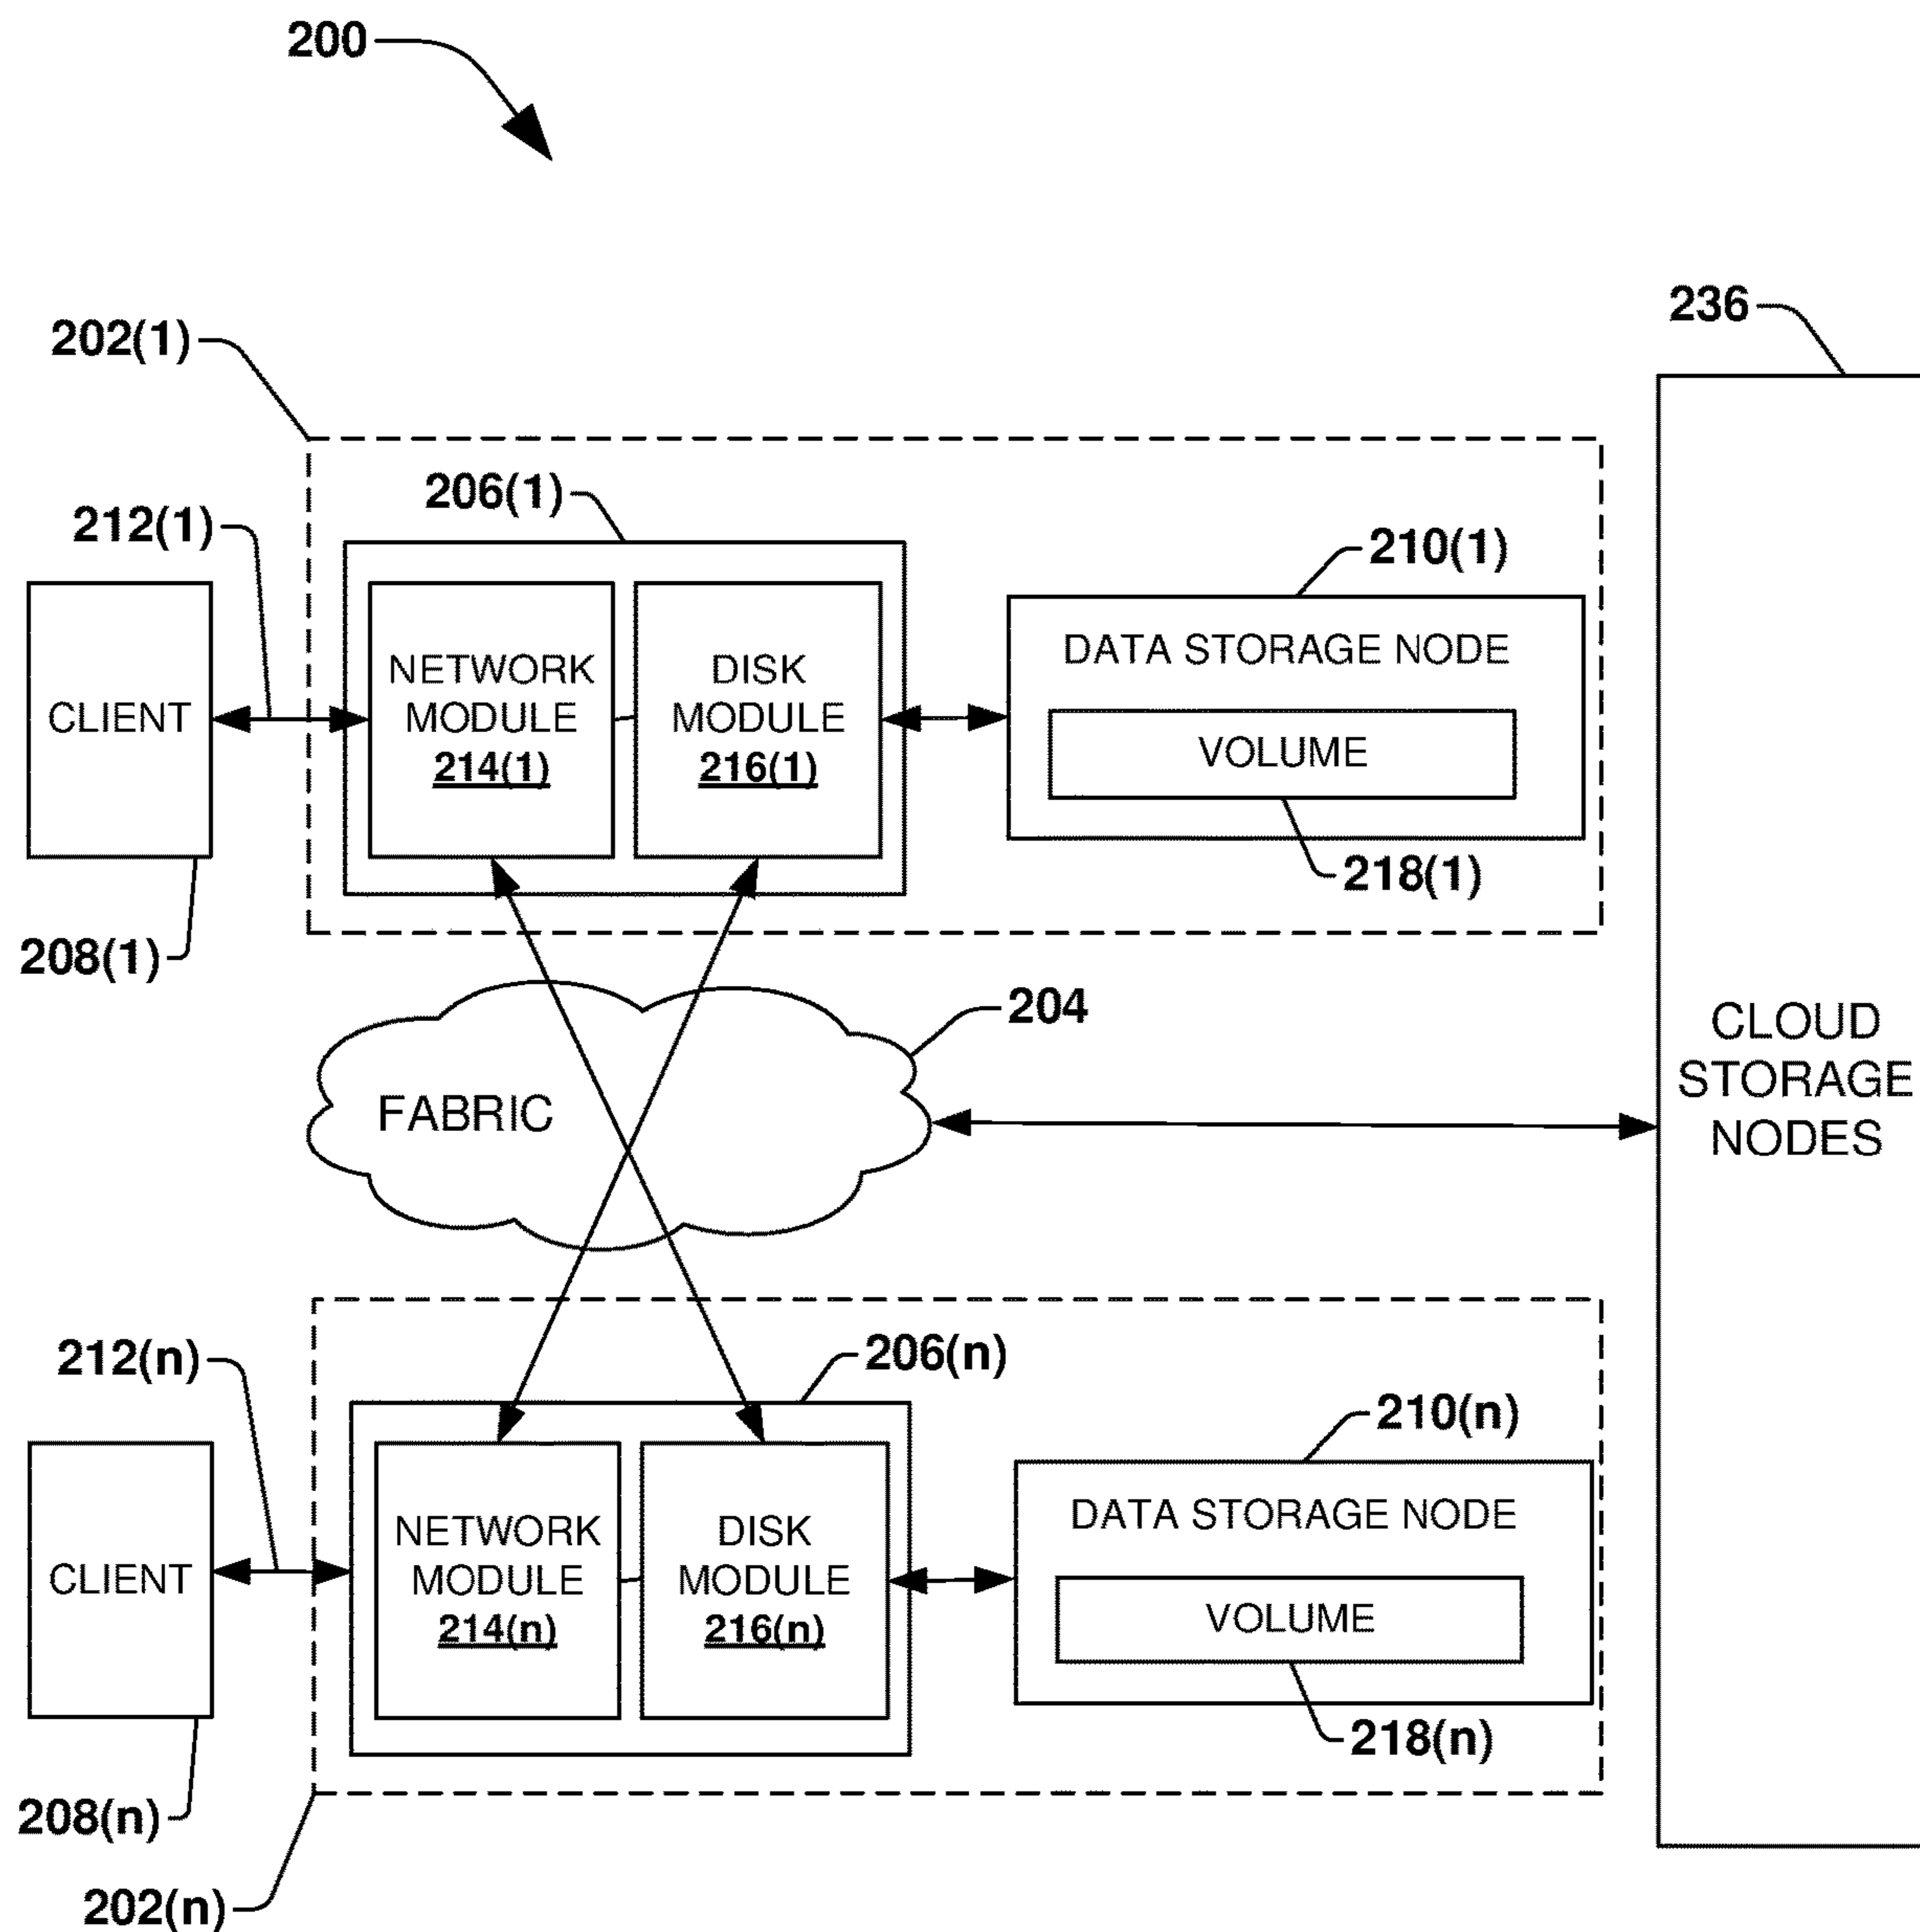 200
236
202(1)
206(1)
212(1)
210(1)
DATA STORAGE NODE
NETWORK
MODULE
214(1)
DISK
MODULE
216(1)
CLIENT
VOLUME
218(1)
208(1)
204
FABRIC
CLOUD
STORAGE
NODES
206(n)
212(n)
210(n)
DATA STORAGE NODE
NETWORK
MODULE
214(n)
DISK
MODULE
216(n)
CLIENT
VOLUME
218(n)
208(n)
202(n)